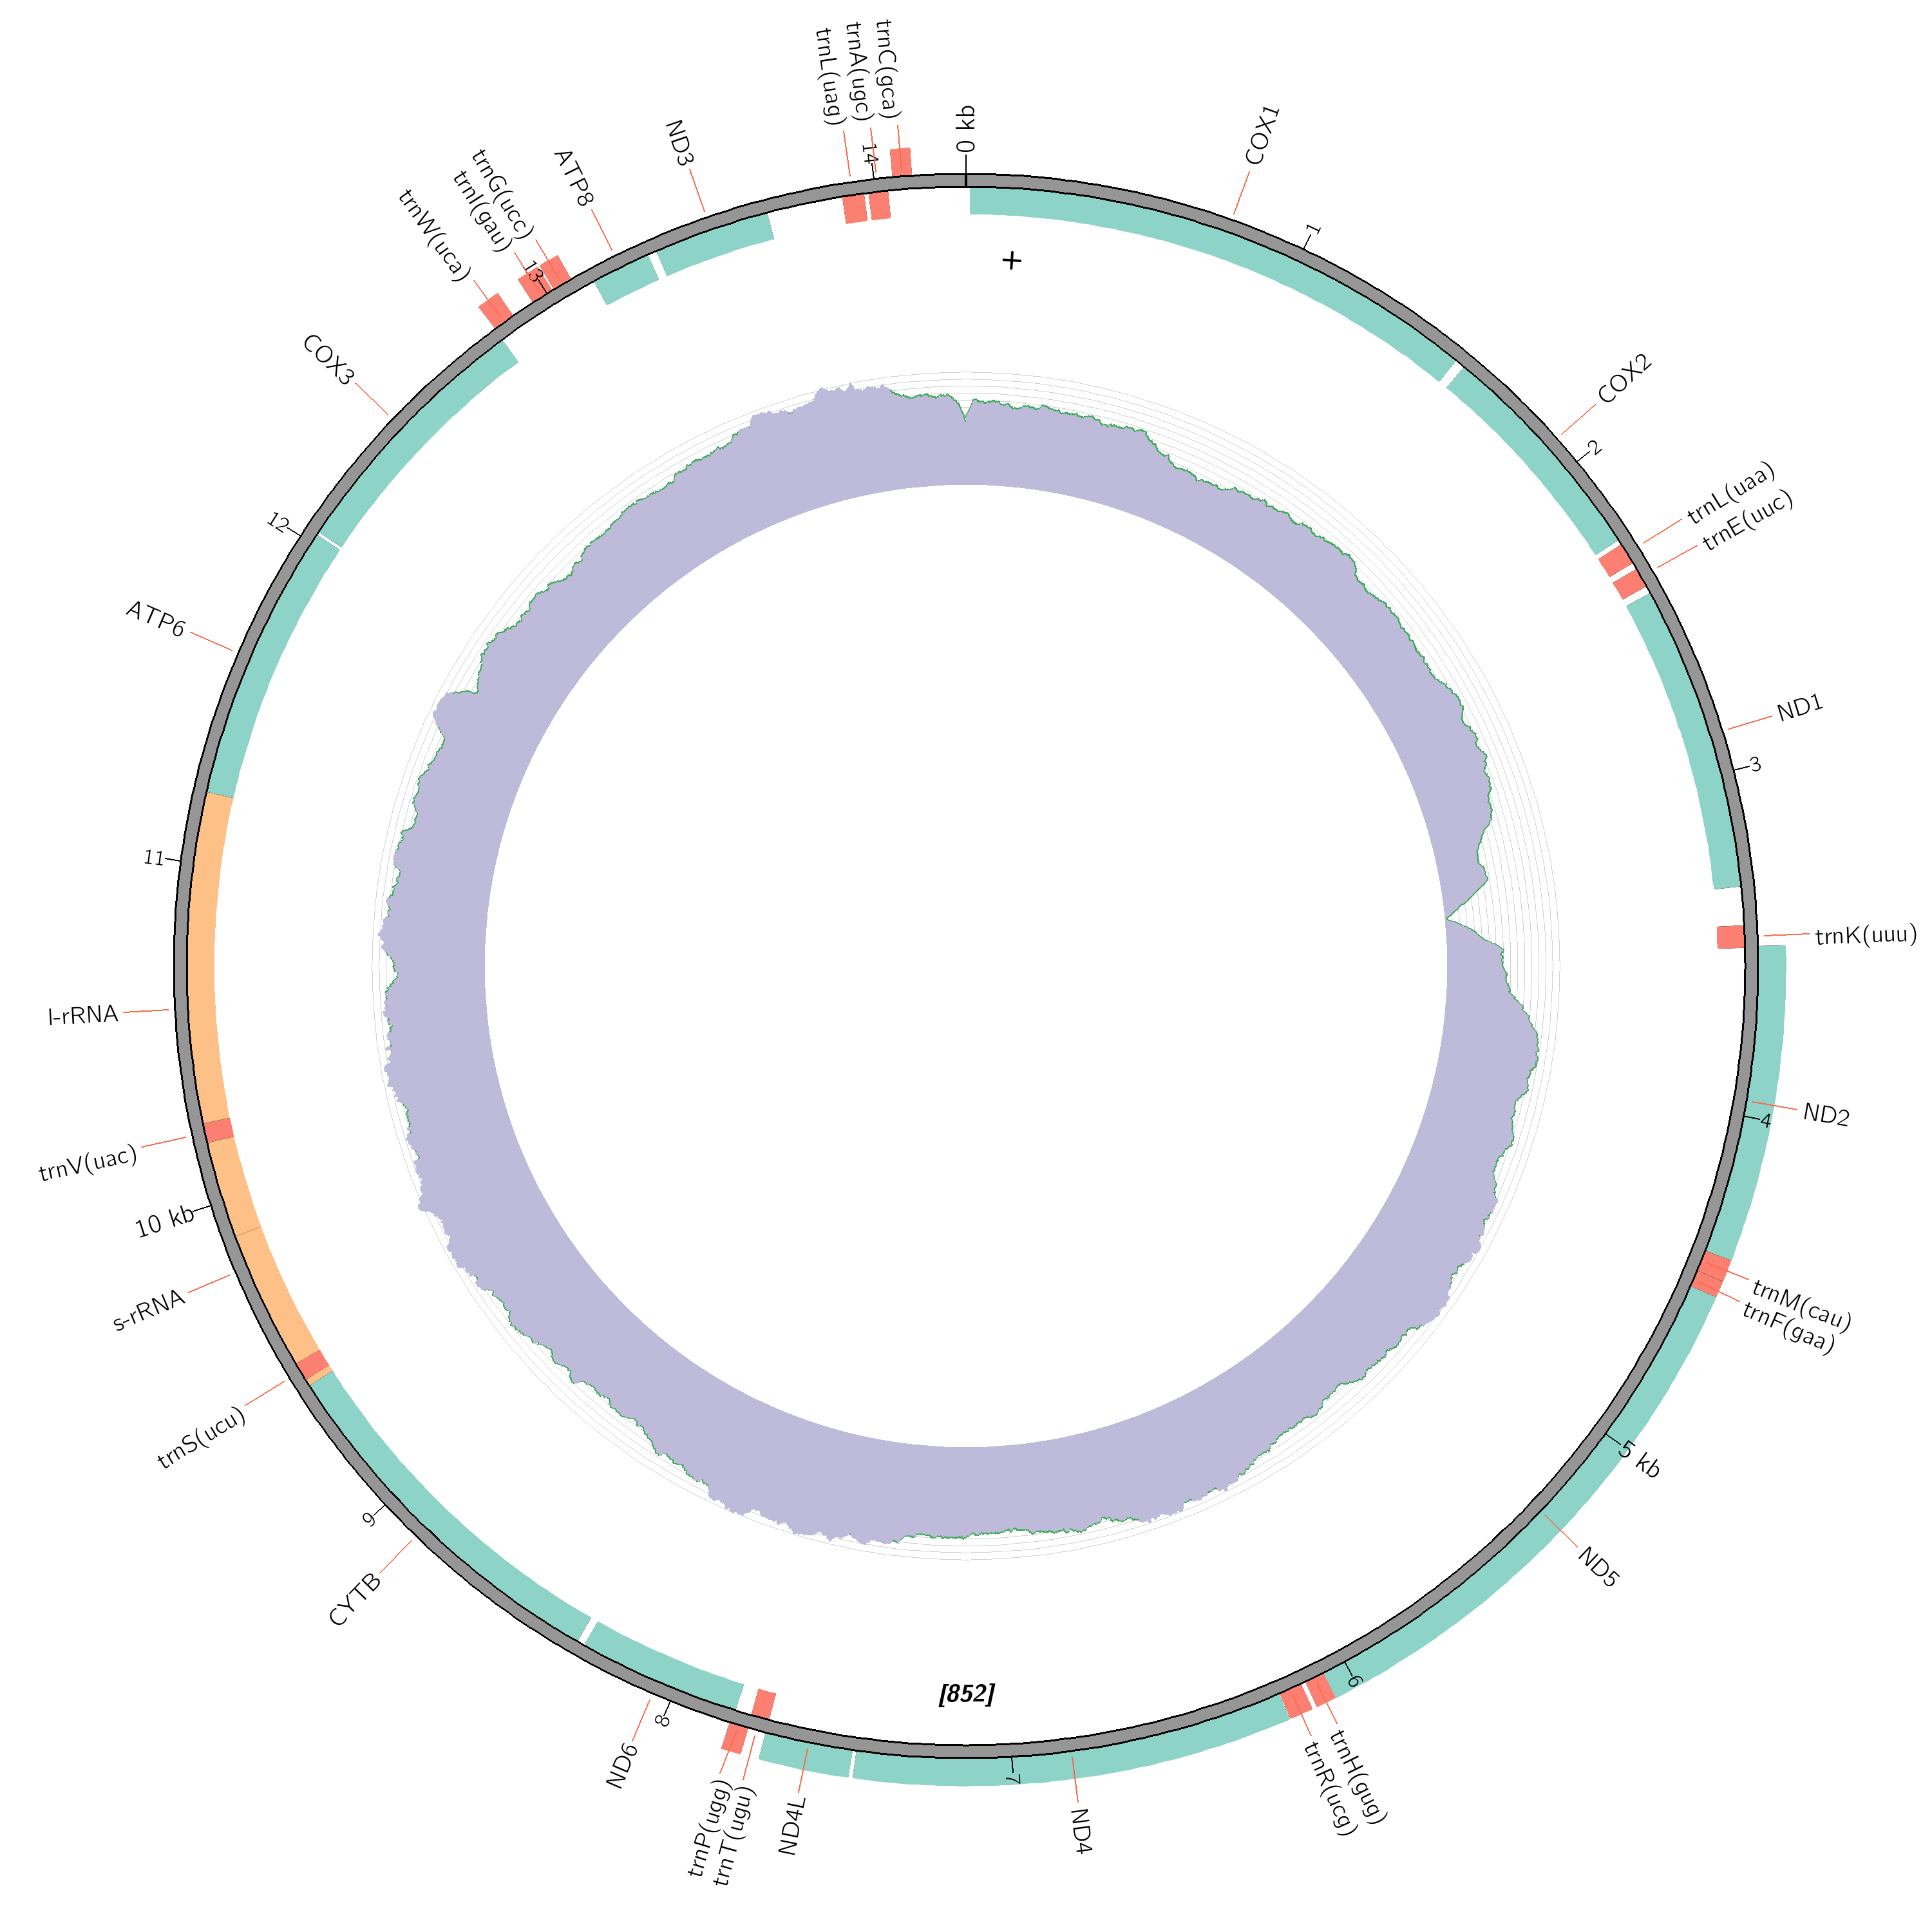 0 kb
COX1
1
COX2
2
trnL(uaa)
trnE(uuc)
ND1
3
trnK(uuu)
ND2
4
trnM(cau)
trnF(gaa)
5 kb
ND5
6
trnH(gug)
trnR(ucg)
ND4
7
ND4L
trnT(ugu)
trnP(ugg)
8
ND6
CYTB
9
trnS(ucu)
s-rRNA
10 kb
trnV(uac)
l-rRNA
11
ATP6
12
COX3
trnW(uca)
trnI(gau)
13
trnG(ucc)
ATP8
ND3
trnL(uag)
trnA(ugc)
14
trnC(gca)
+
[852]